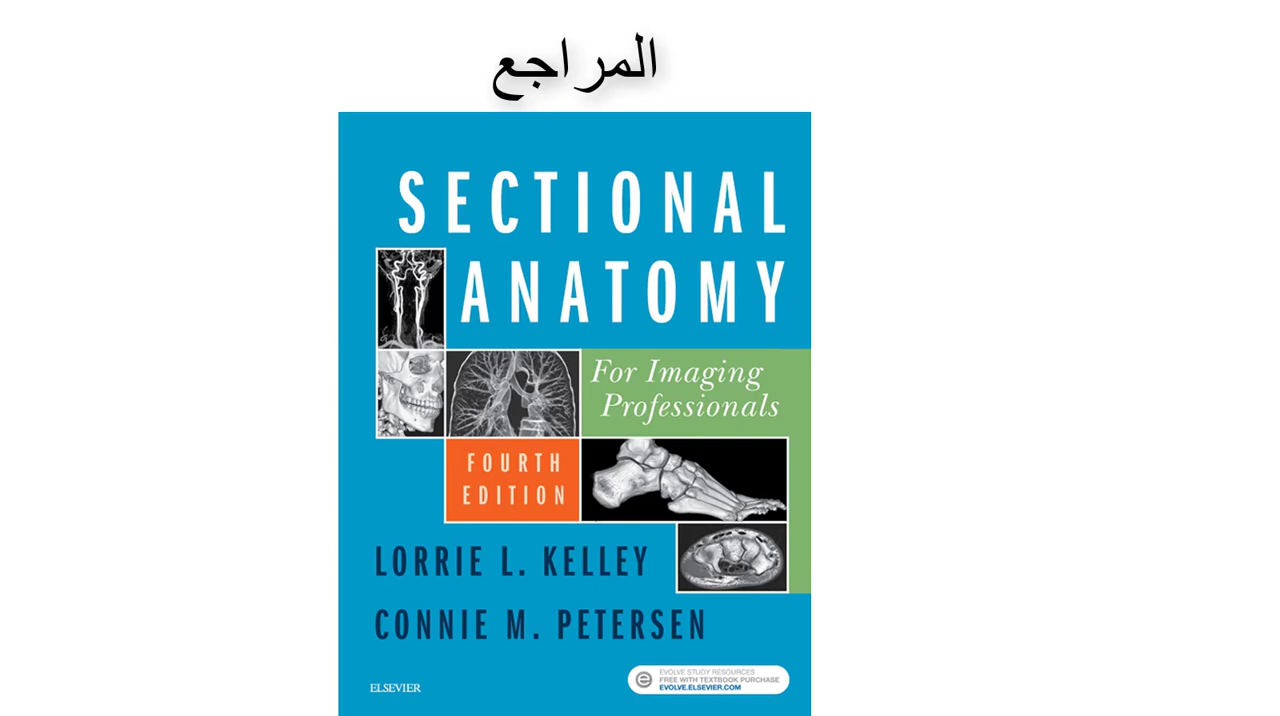 المراجع
SECTIONAL
ANATOMY
For Imaging
Professionals
FOURTH
EDITION
LORRIE L. KELLEY
CONNIE M. PETERSEN
ELSEVIER
EVOLVE STUDY RESOURCES
FREE WITH TEXTBOOK PURCHASE
EVOLVE.ELSEVIER.COM